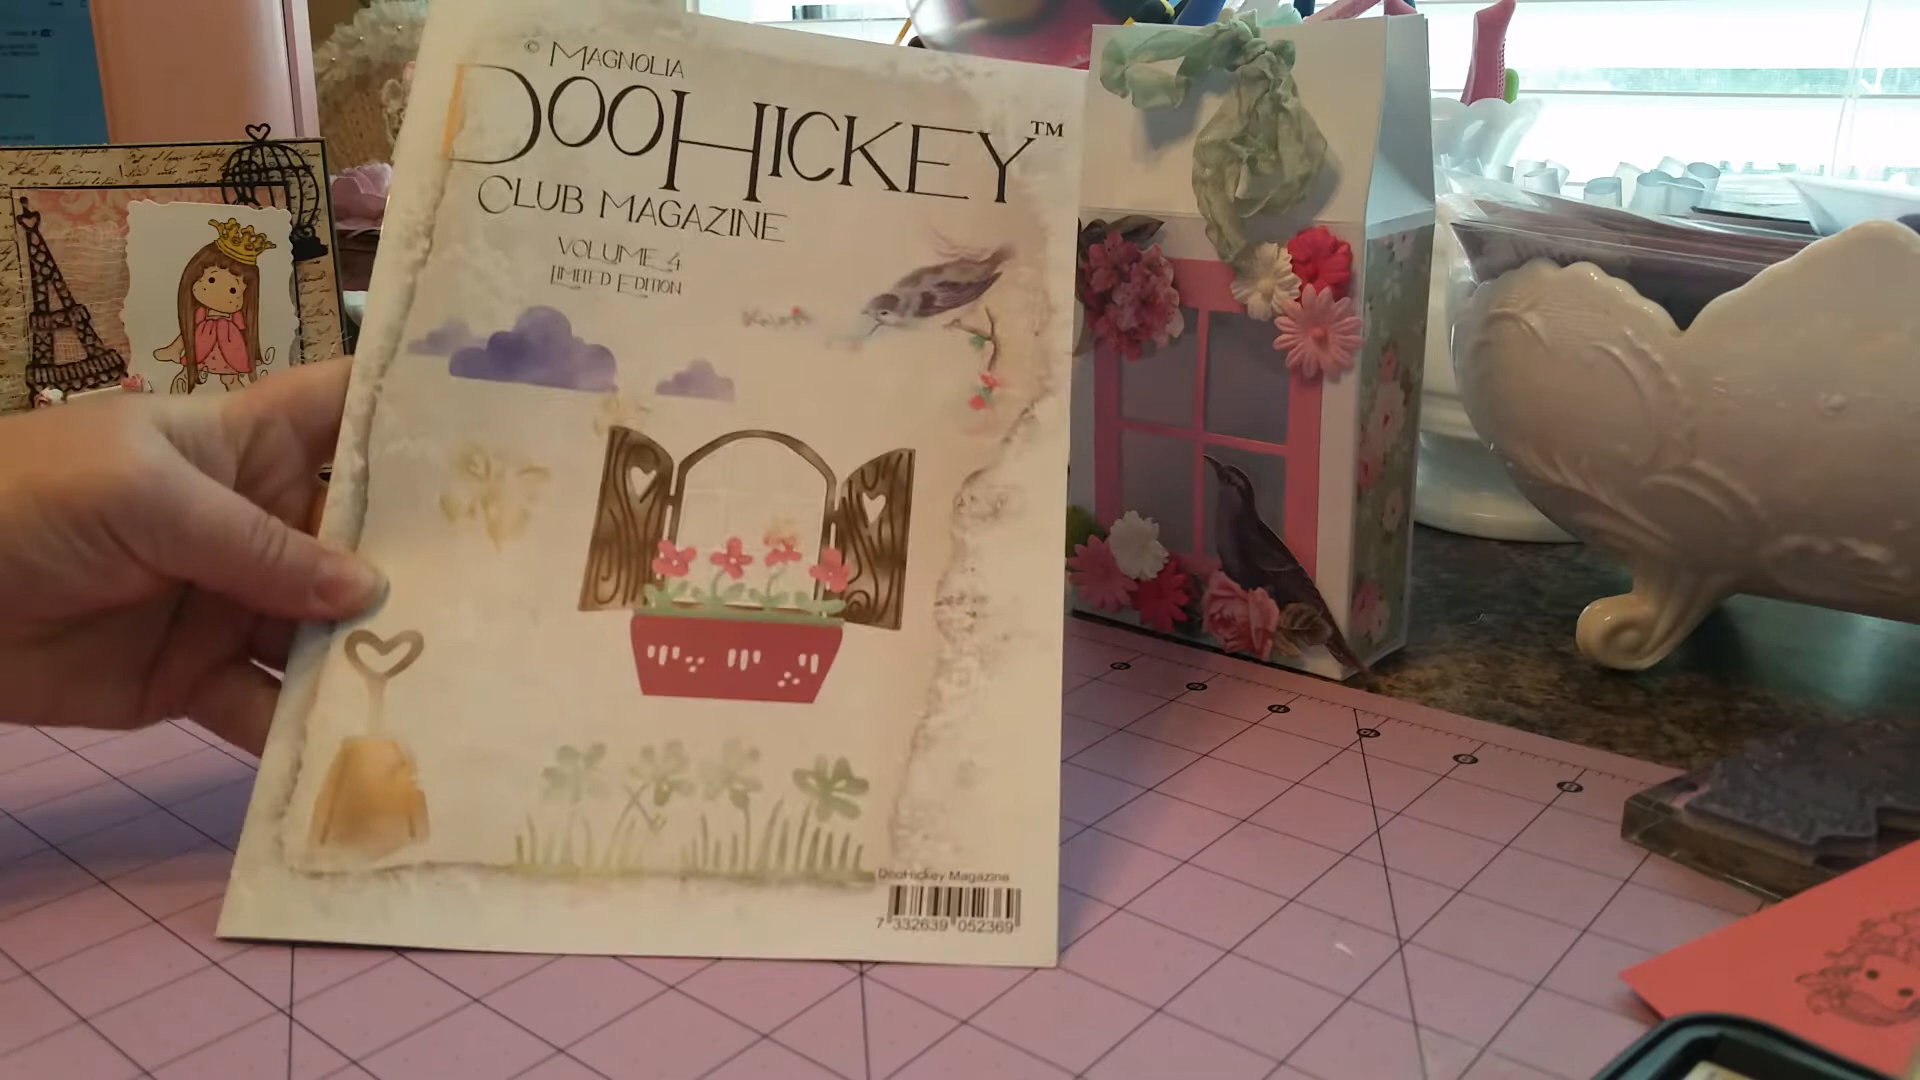 © MAGNOLIA
DOOHICKEY™
CLUB MAGAZINE
VOLUME 4
LIMITED EDITION
DooHickey Magazine
7 332639 052369